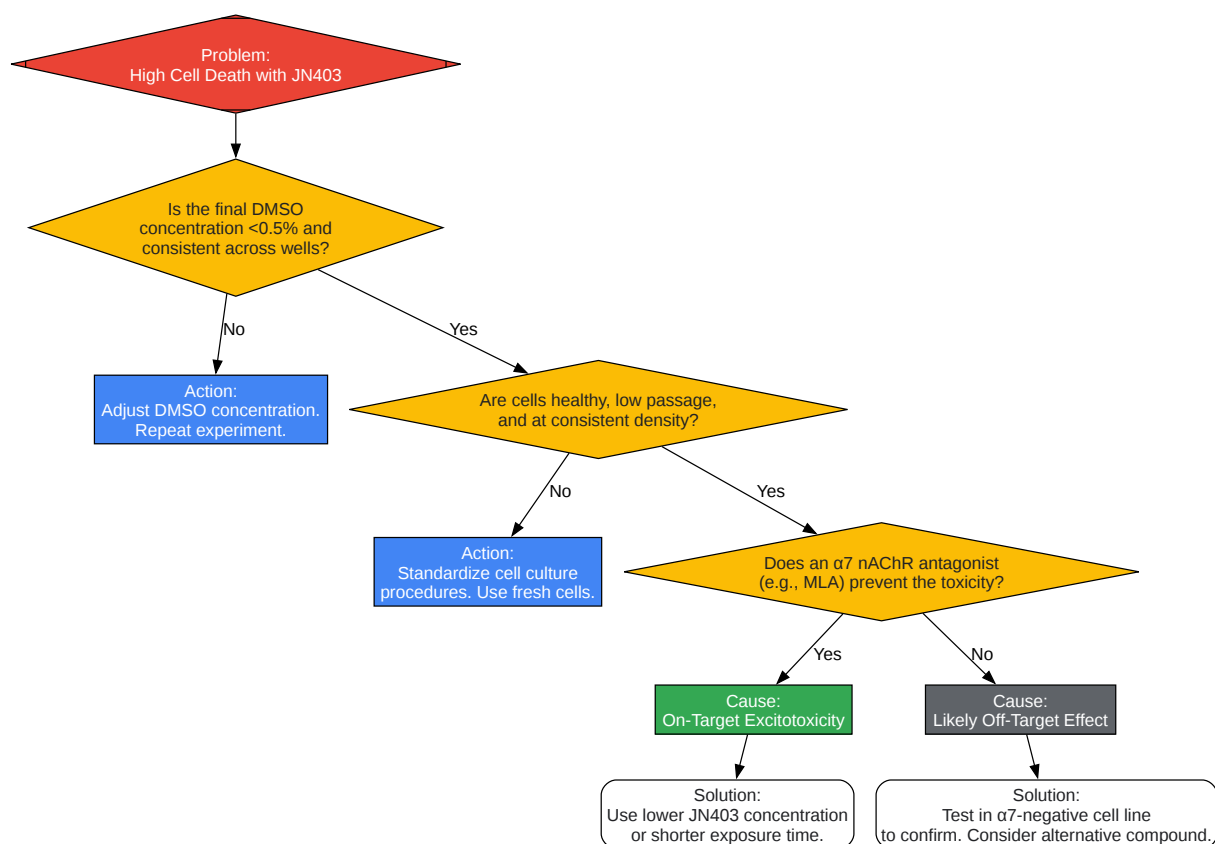 Problem:
High Cell Death with JN403
Is the final DMSO
concentration <0.5% and
consistent across wells?
No
Yes
Action:
Adjust DMSO concentration.
Repeat experiment.
Are cells healthy, low passage,
and at consistent density?
No
Yes
Action:
Standardize cell culture
procedures. Use fresh cells.
Does an α7 nAChR antagonist
(e.g., MLA) prevent the toxicity?
Yes
No
Cause:
On-Target Excitotoxicity
Cause:
Likely Off-Target Effect
Solution:
Use lower JN403 concentration
or shorter exposure time.
Solution:
Test in α7-negative cell line
to confirm. Consider alternative compound.